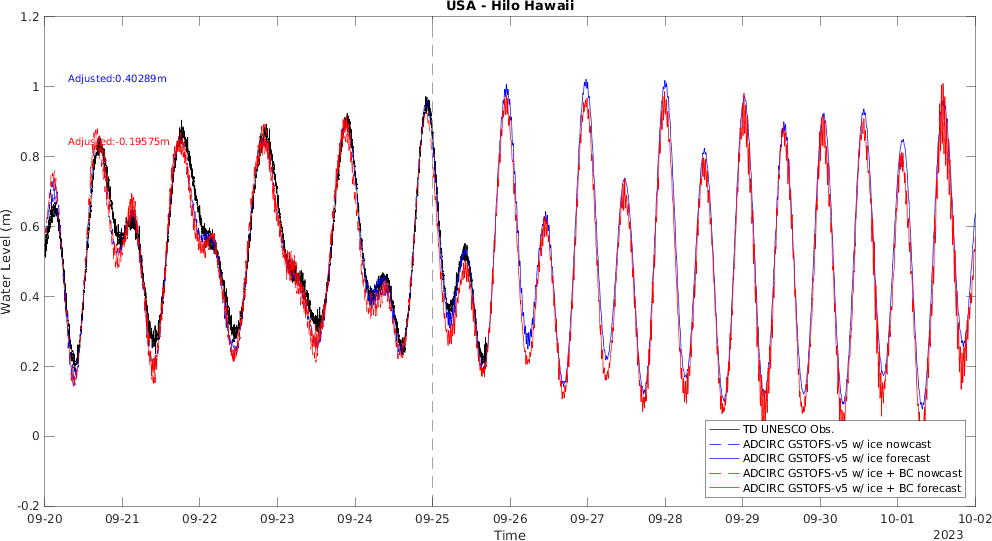 USA - Hilo Hawaii
1.2
1
0.8
0.6
0.4
0.2
0
-0.2
Water Level (m)
Adjusted:0.40289m
Adjusted:-0.19575m
TD UNESCO Obs.
ADCIRC GSTOFS-v5 w/ ice nowcast
ADCIRC GSTOFS-v5 w/ ice forecast
ADCIRC GSTOFS-v5 w/ ice + BC nowcast
ADCIRC GSTOFS-v5 w/ ice + BC forecast
09-20 09-21 09-22 09-23 09-24 09-25 09-26 09-27 09-28 09-29 09-30 10-01 10-02
Time
2023